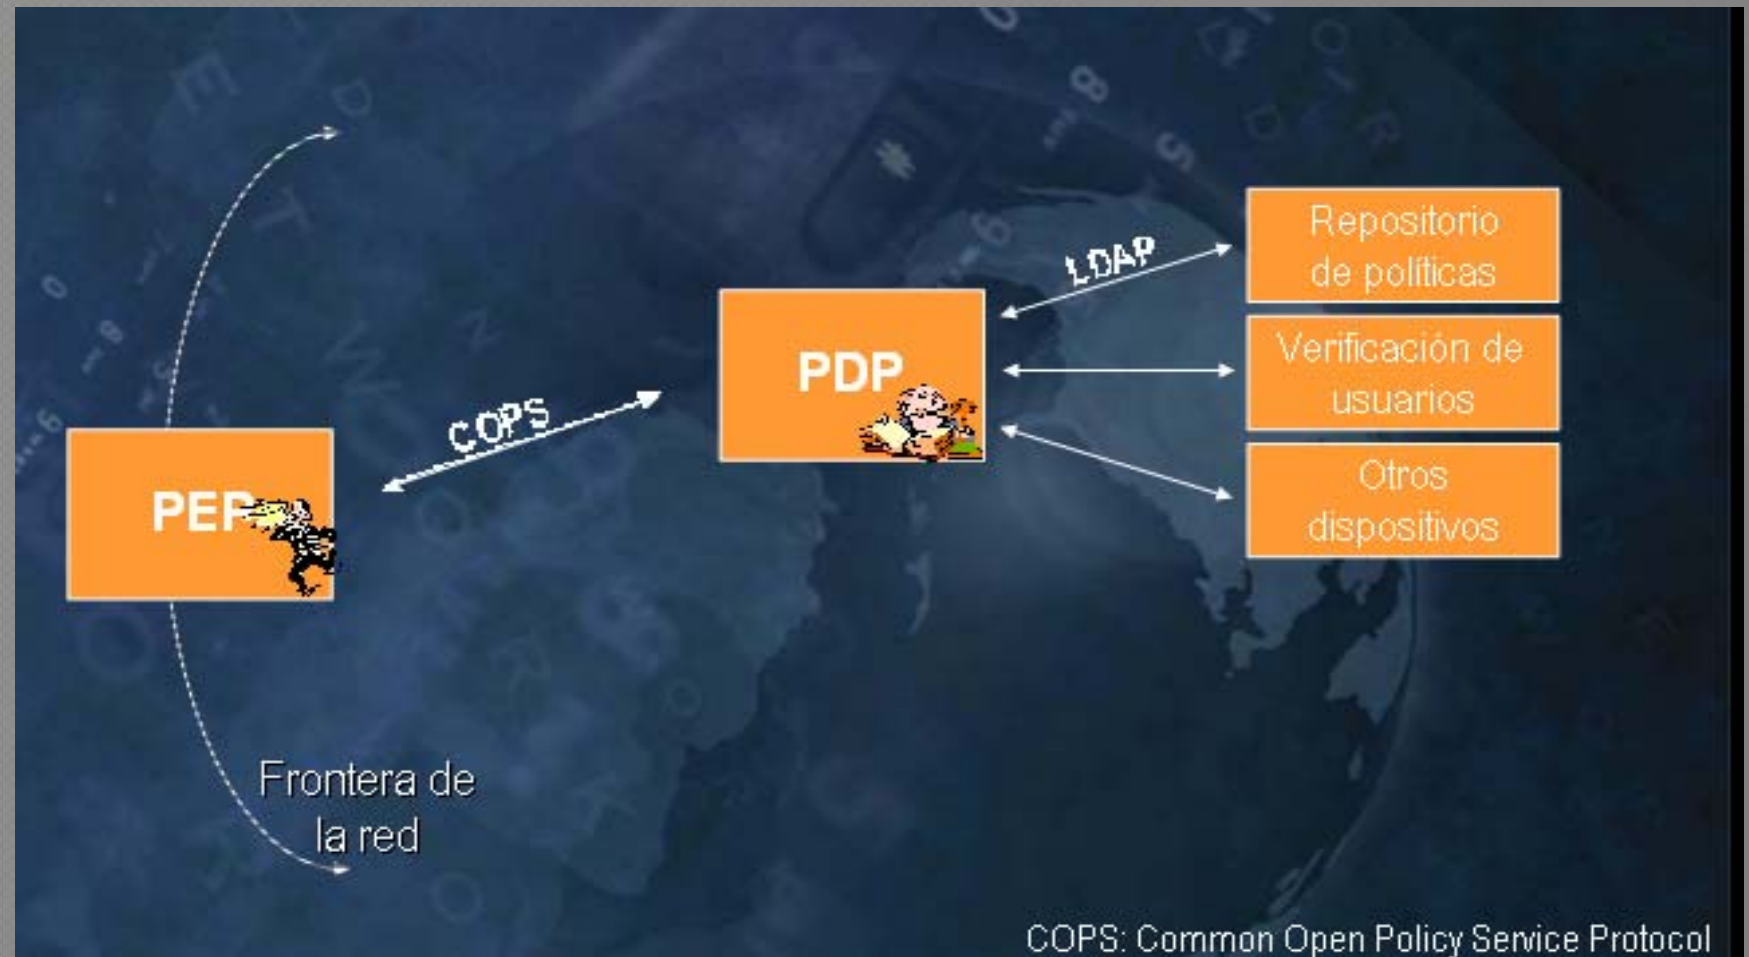 PEP
COPS
PDP
LDAP
Repositorio
de políticas
Verificación de
usuarios
Otros
dispositivos
Frontera de
la red
COPS: Common Open Policy Service Protocol